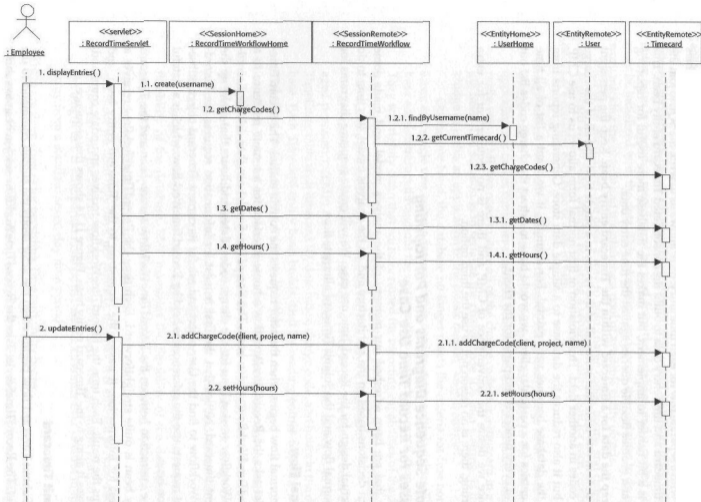 <<servlet>>
: RecordTimeServlet
<<SessionHome>>
: RecordTimeWorkflowHome
<<SessionRemote>>
: RecordTimeWorkflow
<<EntityHome>>
: UserHome
<<EntityRemote>>
: User
<<EntityRemote>>
: Timecard
: Employee
1. displayEntries( )
1.1. create(username)
1.2. getChargeCodes( )
1.2.1. findByUsername(name)
1.2.2. getCurrentTimecard( )
1.2.3. getChargeCodes( )
1.3. getDates( )
1.3.1. getDates( )
1.4. getHours( )
1.4.1. getHours( )
2. updateEntries( )
2.1. addChargeCode(client, project, name)
2.1.1. addChargeCode(client, project, name)
2.2. setHours(hours)
2.2.1. setHours(hours)